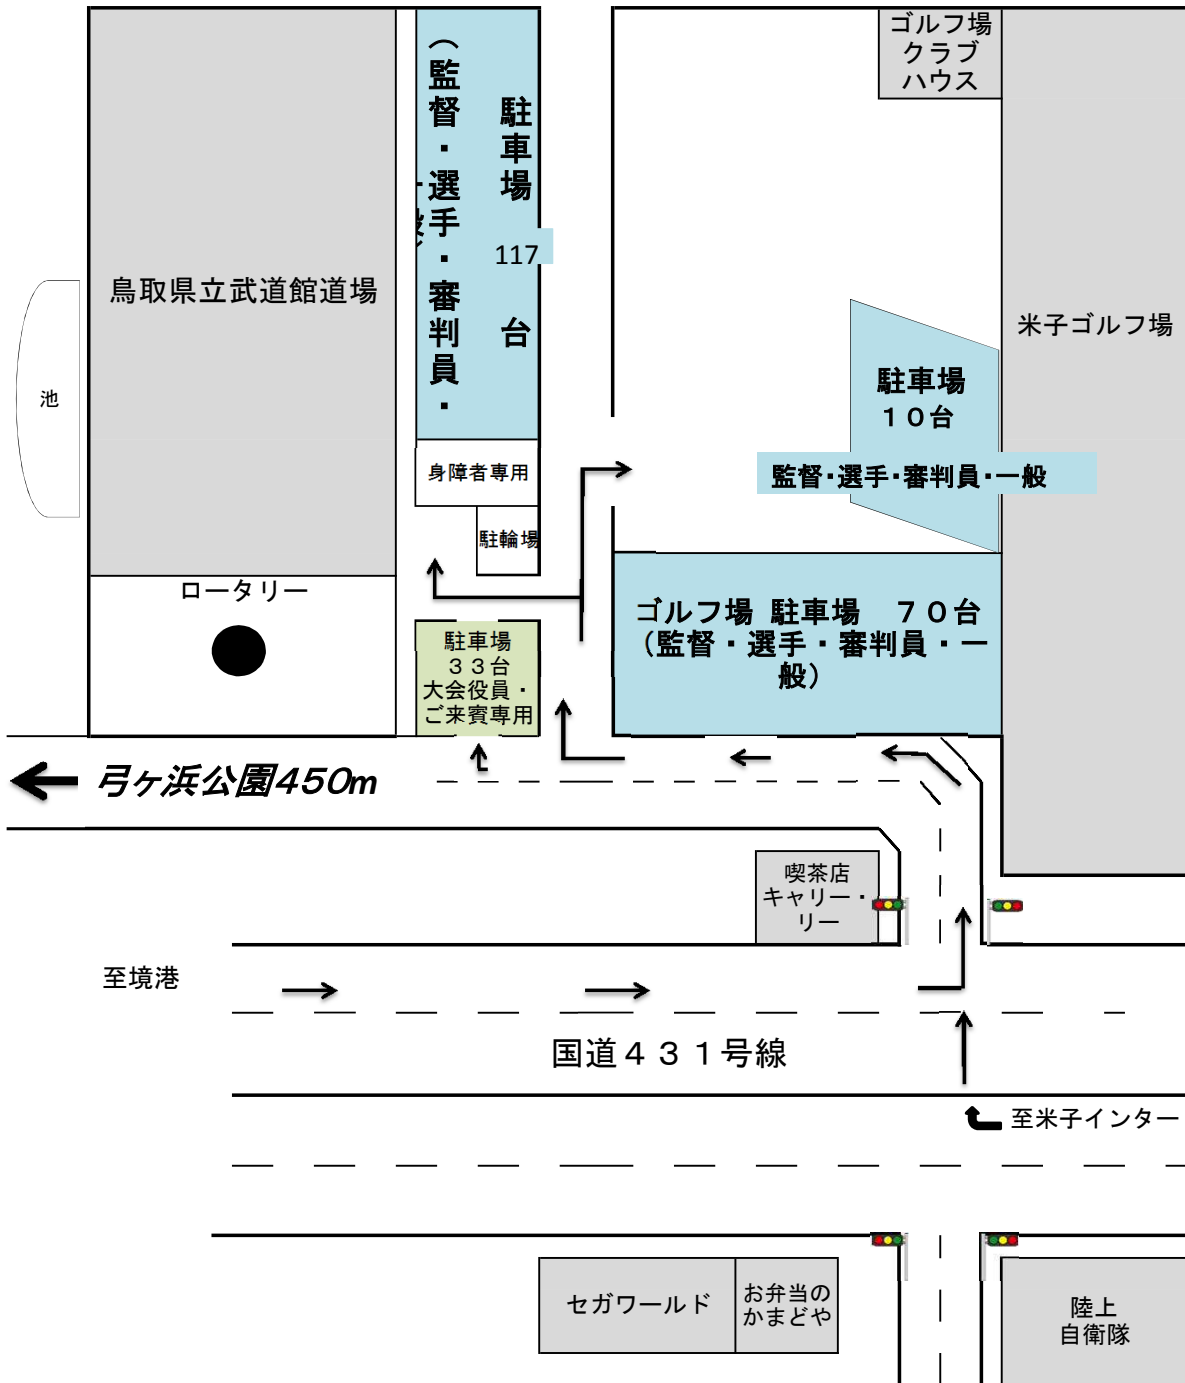 ゴルフ場
クラブ
ハウス
駐車場
117
台
（監督・選手・審判員・
鳥取県立武道館道場
池
米子ゴルフ場
駐車場
１０台
監督・選手・審判員・一般
身障者専用
駐輪場
ロータリー
駐車場
３３台
大会役員・
ご来賓専用
ゴルフ場 駐車場　７０台
（監督・選手・審判員・一
般）
弓ヶ浜公園450m
喫茶店
キャリー・
リー
至境港
国道４３１号線
至米子インター
セガワールド
お弁当の
かまどや
陸上
自衛隊